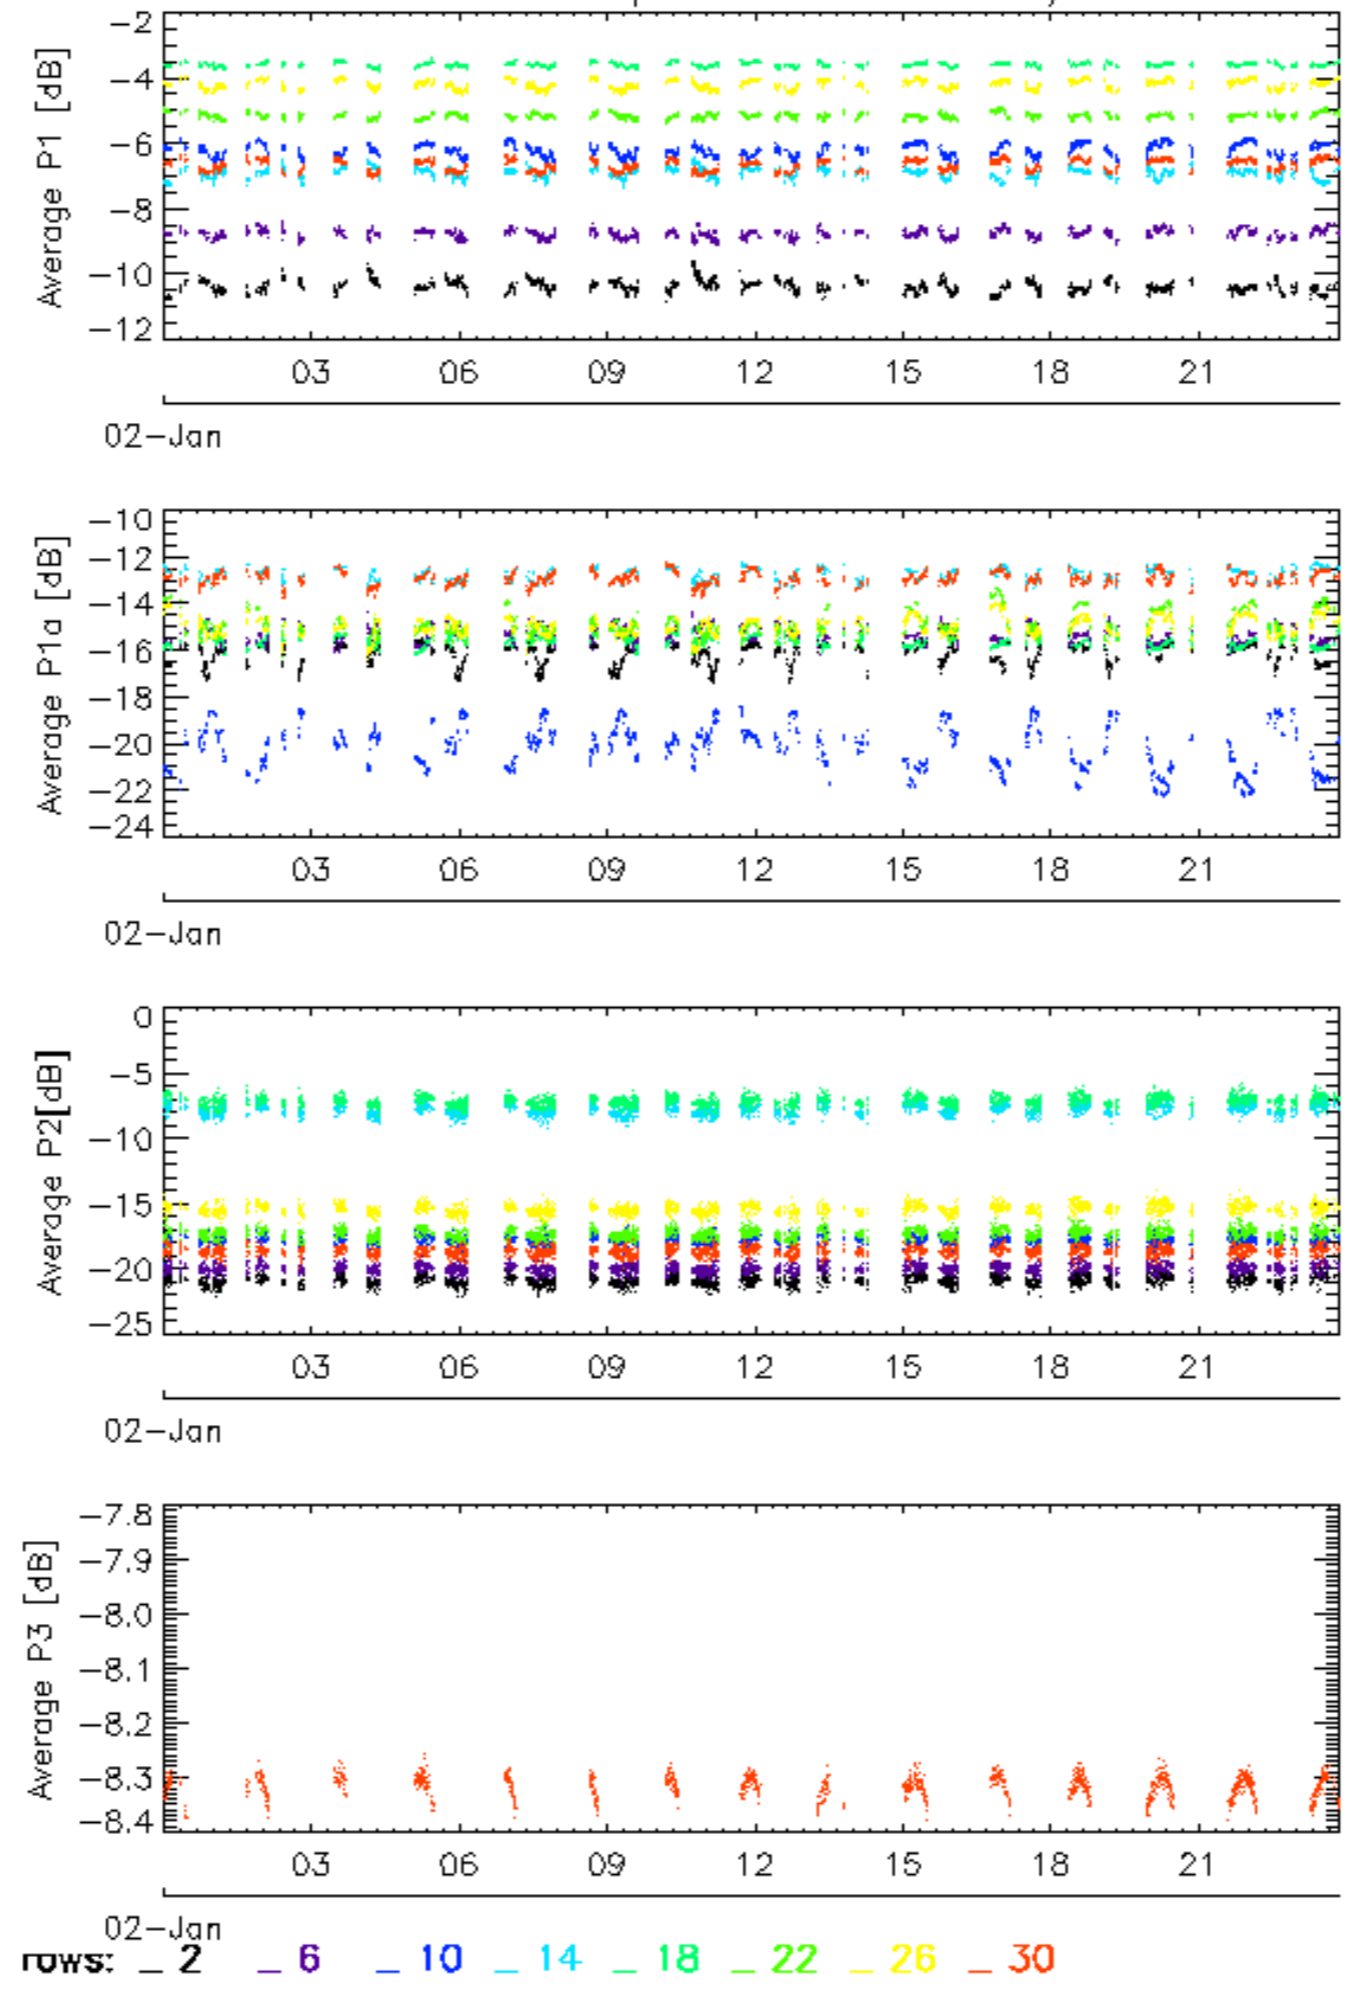 −2
−4
−6
−8
−10
−12
Average P1 [dB]
03 06 09 12 15 18 21
02−Jan
−10
−12
−14
−16
−18
−20
−22
−24
Average P1a [dB]
03 06 09 12 15 18 21
02−Jan
0
−5
−10
−15
−20
−25
Average P2[dB]
03 06 09 12 15 18 21
02−Jan
−7.8
−7.9
−8.0
−8.1
−8.2
−8.3
−8.4
Average P3 [dB]
03 06 09 12 15 18 21
02−Jan
rows: _ 2 _ 6 _ 10 _ 14 _ 18 _ 22 _ 26 _ 30